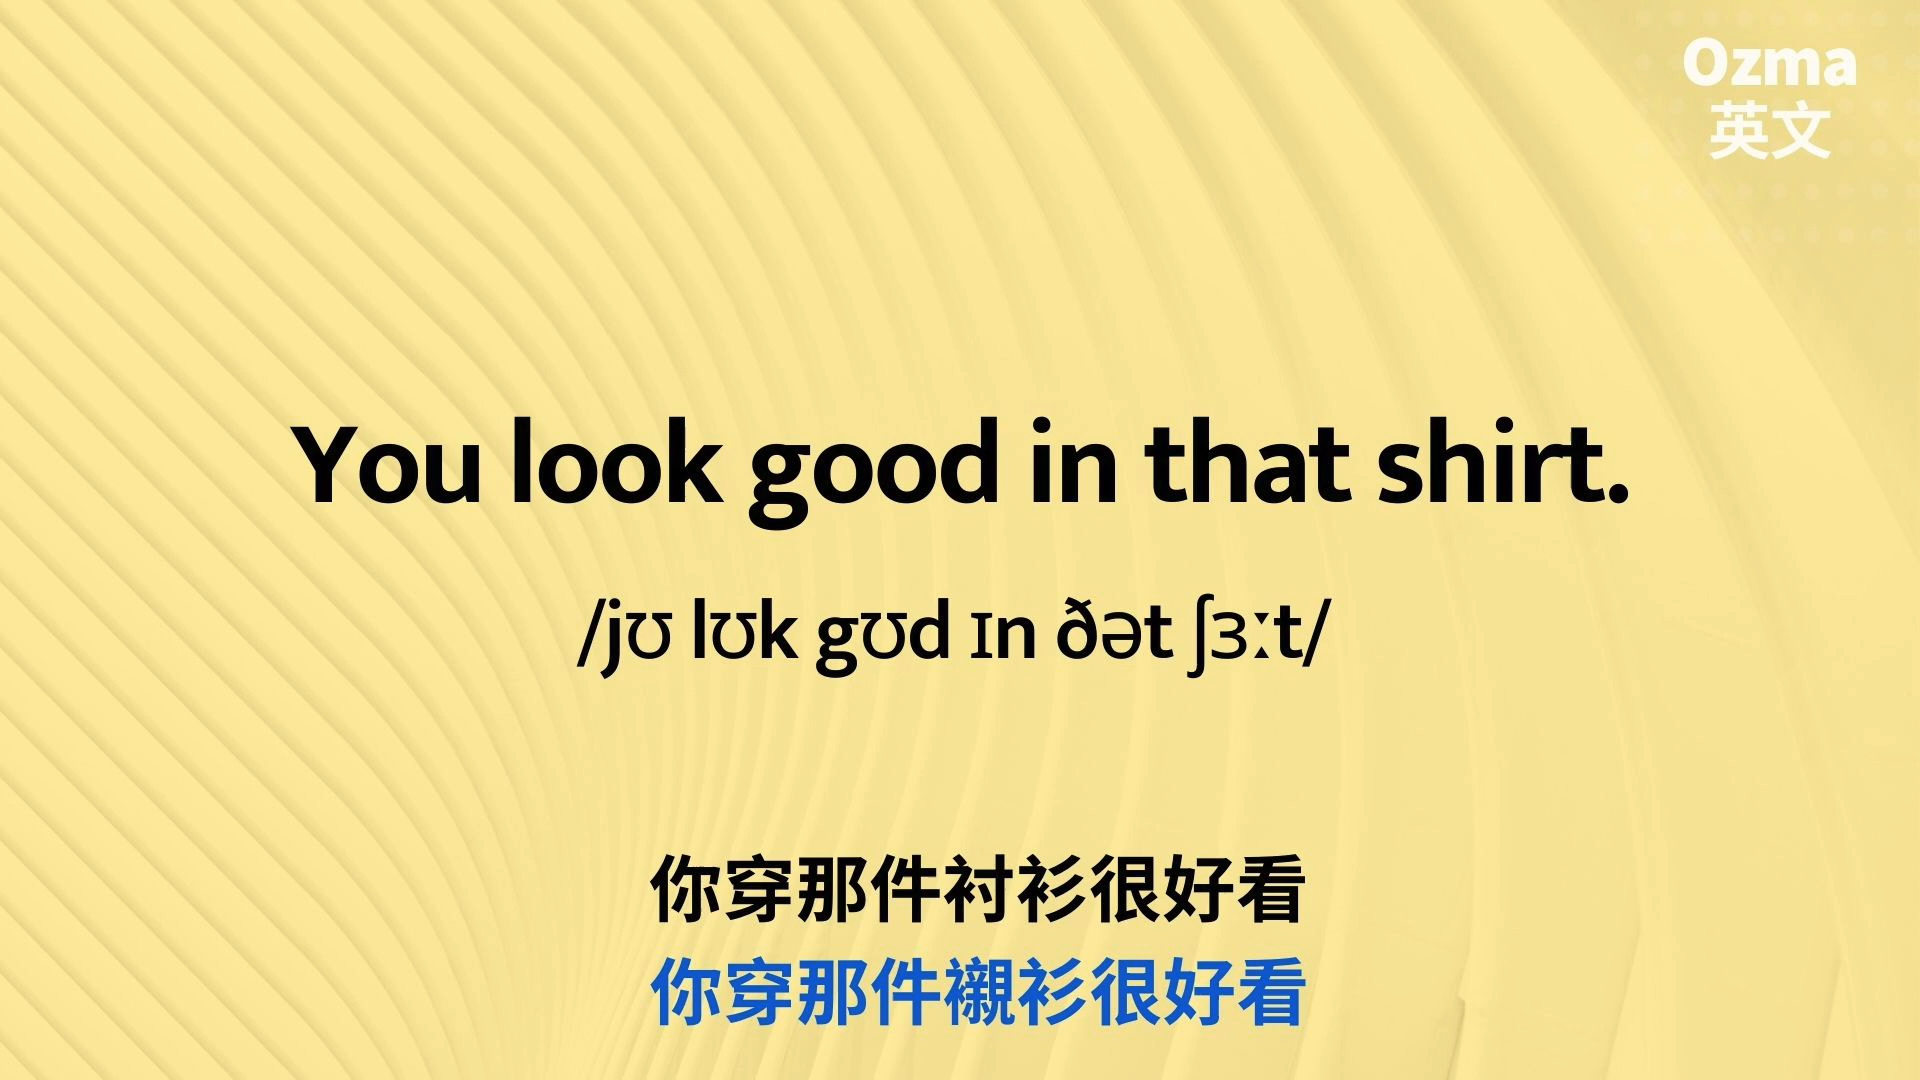 Ozma
英文
You look good in that shirt.
/jʊ lʊk gʊd ɪn ðət ʃɜːt/
你穿那件衬衫很好看
你穿那件襯衫很好看